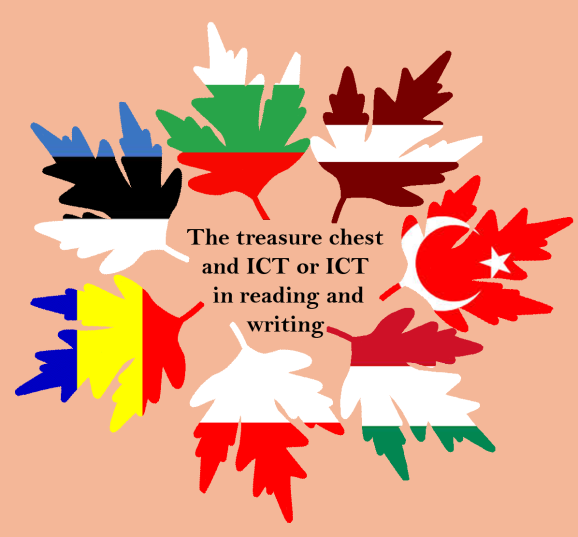 The treasure chest
and ICT or ICT
in reading and
writing